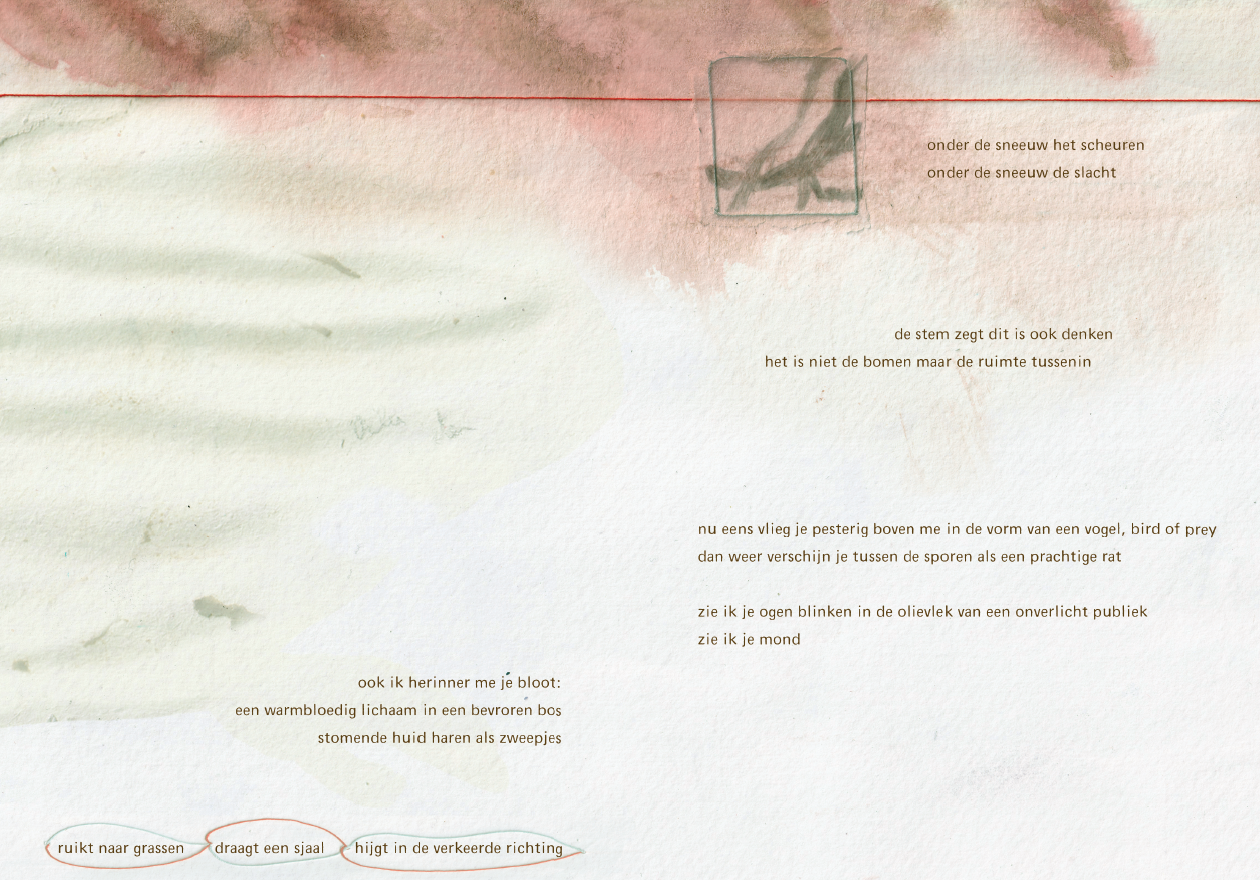 onder de sneeuw het scheuren
onder de sneeuw de slacht
de stem zegt dit is ook denken
het is niet de bomen maar de ruimte tussenin
nu eens vlieg je pesterig boven me in de vorm van een vogel, bird of prey
dan weer verschijn je tussen de sporen als een prachtige rat
zie ik je ogen blinken in de olievlek van een onverlicht publiek
zie ik je mond
ook ik herinner me je bloot:
een warmbloedig lichaam in een bevroren bos
stomende huid haren als zweepjes
ruikt naar grassen draagt een sjaal hijgt in de verkeerde richting